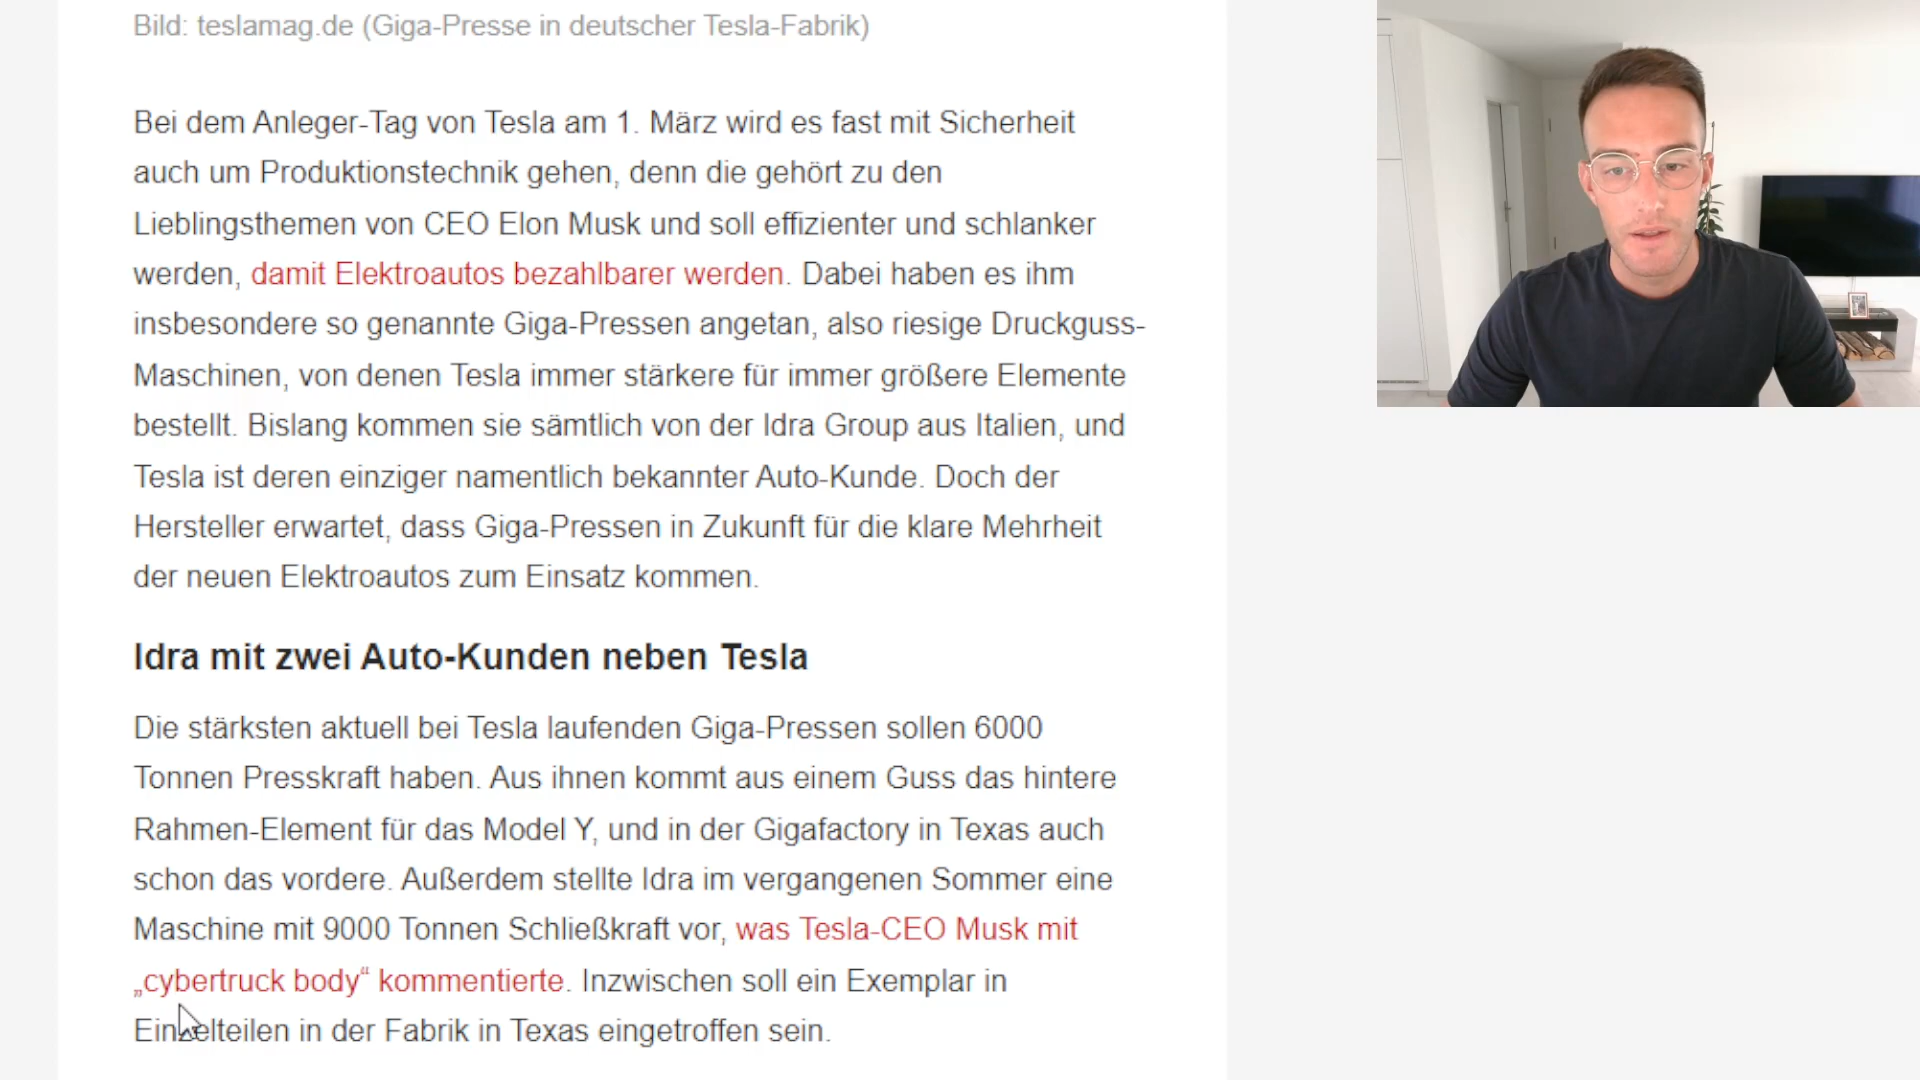 Bild: teslamag.de (Giga-Presse in deutscher Tesla-Fabrik)
Bei dem Anleger-Tag von Tesla am 1. März wird es fast mit Sicherheit
auch um Produktionstechnik gehen, denn die gehört zu den
Lieblingsthemen von CEO Elon Musk und soll effizienter und schlanker
werden, damit Elektroautos bezahlbarer werden. Dabei haben es ihm
insbesondere so genannte Giga-Pressen angetan, also riesige Druckguss-
Maschinen, von denen Tesla immer stärkere für immer größere Elemente
bestellt. Bislang kommen sie sämtlich von der Idra Group aus Italien, und
Tesla ist deren einziger namentlich bekannter Auto-Kunde. Doch der
Hersteller erwartet, dass Giga-Pressen in Zukunft für die klare Mehrheit
der neuen Elektroautos zum Einsatz kommen.
Idra mit zwei Auto-Kunden neben Tesla
Die stärksten aktuell bei Tesla laufenden Giga-Pressen sollen 6000
Tonnen Presskraft haben. Aus ihnen kommt aus einem Guss das hintere
Rahmen-Element für das Model Y, und in der Gigafactory in Texas auch
schon das vordere. Außerdem stellte Idra im vergangenen Sommer eine
Maschine mit 9000 Tonnen Schließkraft vor, was Tesla-CEO Musk mit
„cybertruck body“ kommentierte. Inzwischen soll ein Exemplar in
Einzelteilen in der Fabrik in Texas eingetroffen sein.